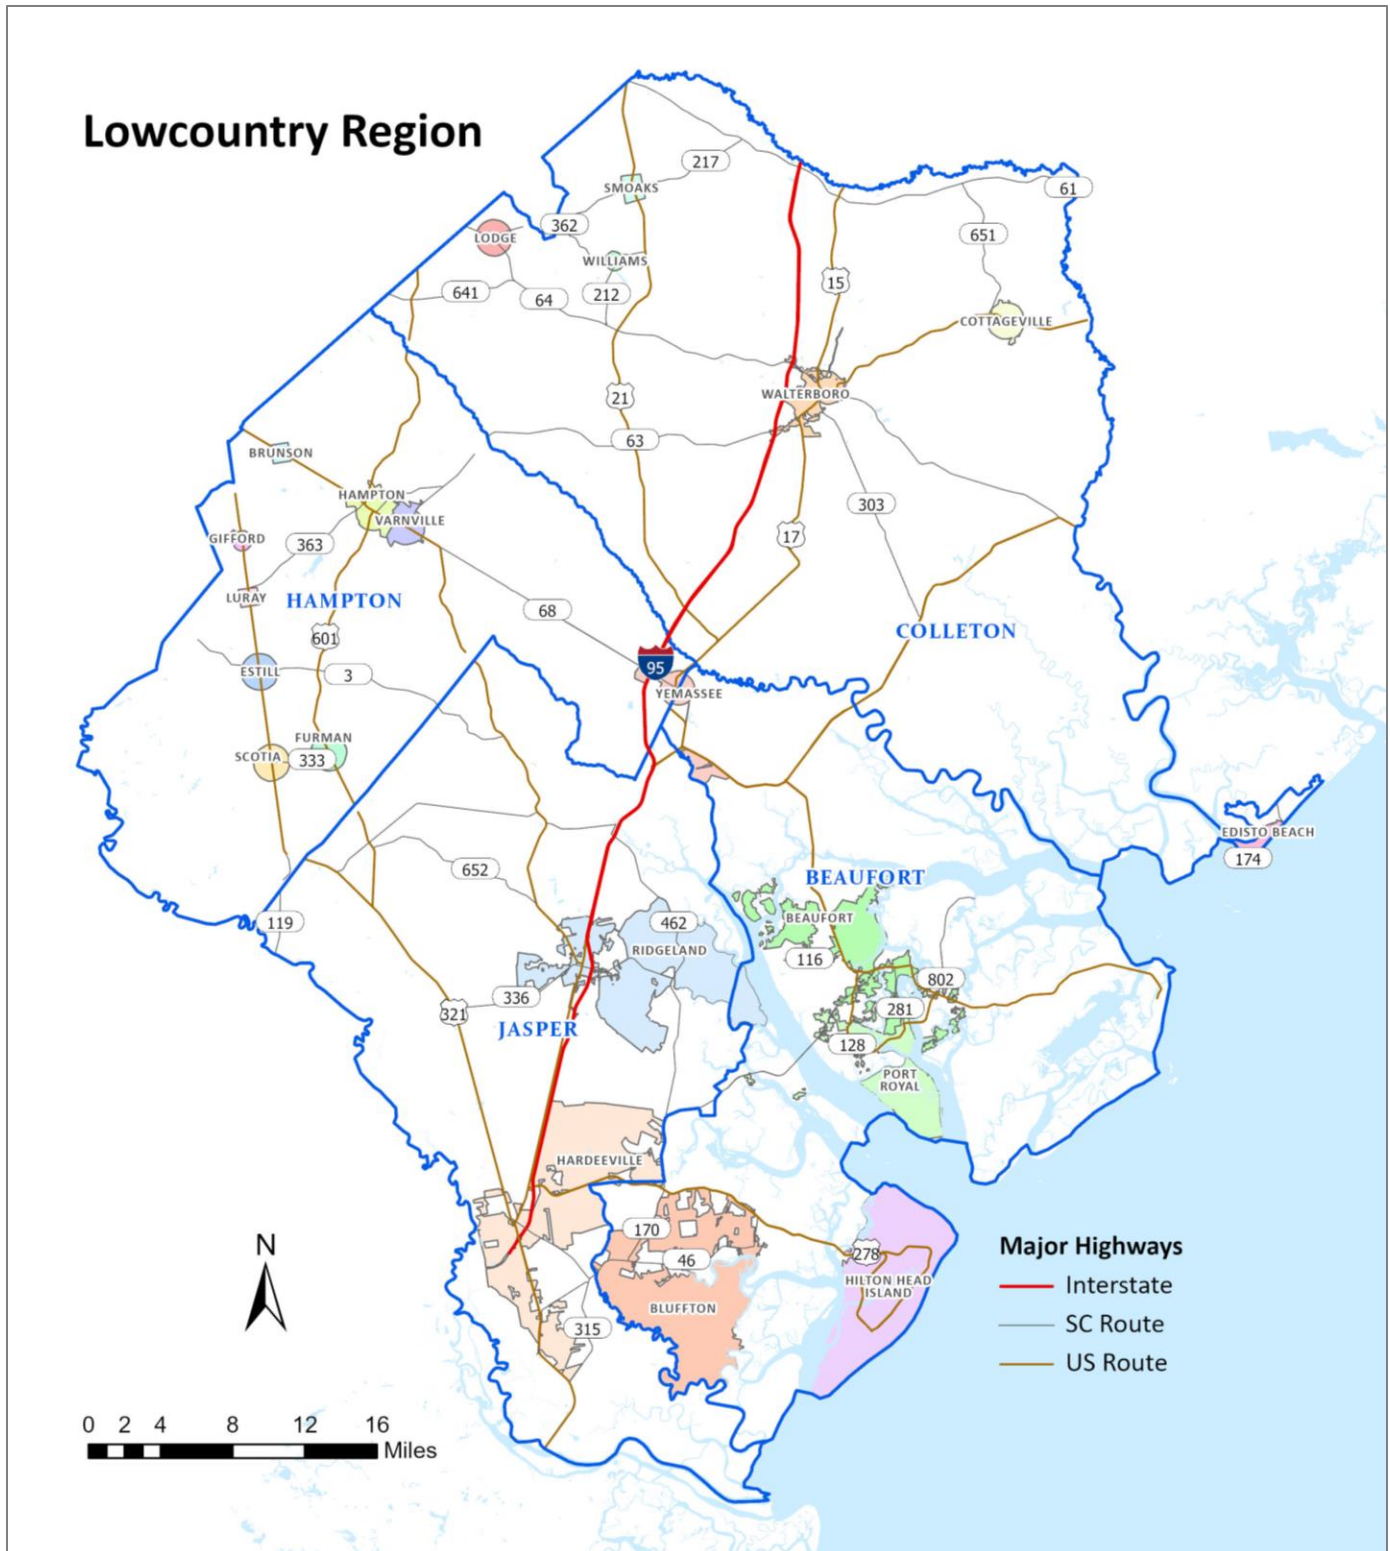 Lowcountry Region
217
61
SMOAKS
362
651
LODGE
WILLIAMS
15
641
64
212
COTTAGEVILLE
21
WALTERBORO
63
BRUNSON
HAMPTON
303
VARNVILLE
17
GIFFORD
363
LURAY
HAMPTON
68
COLLETON
601
95
ESTILL
3
YEMASSEE
FURMAN
SCOTIA
333
EDISTO BEACH
174
652
BEAUFORT
119
462
BEAUFORT
RIDGELAND
116
802
336
281
321
JASPER
128
PORT
ROYAL
HARDEEVILLE
170
N
46
278
HILTON HEAD
ISLAND
BLUFFTON
315
Major Highways
Interstate
SC Route
US Route
0 2 4 8 12 16
Miles